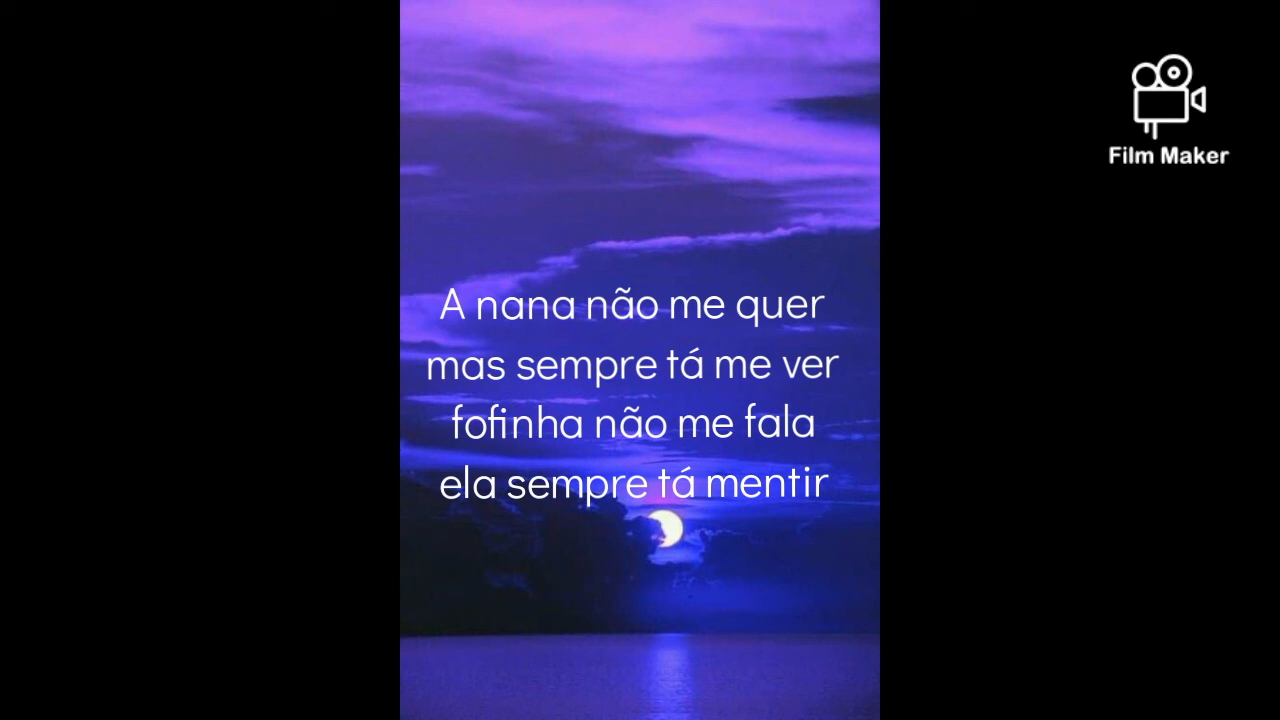 A nana não me quer
mas sempre tá me ver
fofinha não me fala
ela sempre tá mentir
Film Maker